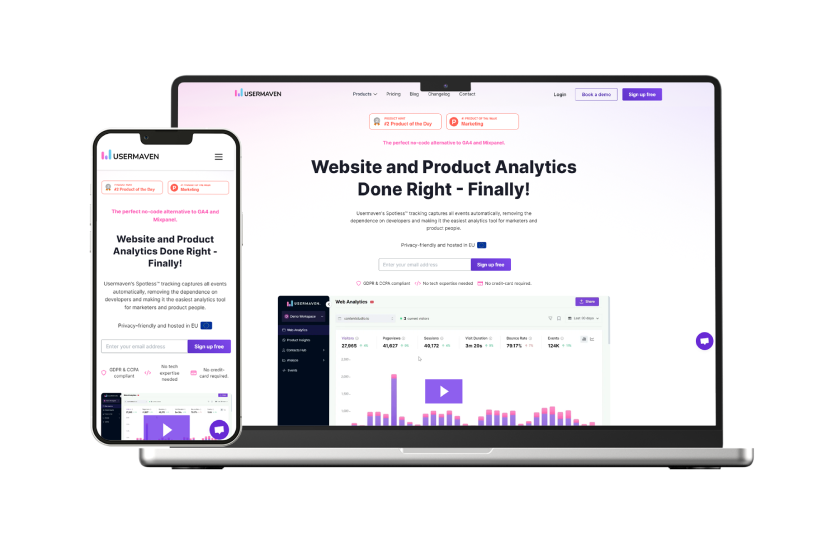 USERMAVEN
Products
Pricing
Blog
Changelog
Contact
Login
Book a demo
Sign up free
PRODUCT HUNT
#2 Product of the Day
#1 PRODUCT OF THE WEEK
Marketing
The perfect no-code alternative to GA4 and Mixpanel.
Website and Product Analytics
Done Right - Finally!
Usermaven's Spotless™ tracking captures all events automatically, removing the
dependence on developers and making it the easiest analytics tool for marketers and
product people.
Privacy-friendly and hosted in EU
Enter your email address
Sign up free
GDPR & CCPA compliant
No tech expertise needed
No credit-card required.
USERMAVEN
Web Analytics
Share
Demo Workspace
contentstudio.io
3 current visitors
Last 30 days
Web Analytics
Product Insights
Contacts Hub
Analyze
Events
Visitors
Pageviews
Sessions
Visit Duration
Bounce Rate
Events
27,965
41,627
40,172
3m 20s
79.17%
124K
USERMAVEN
#1 Product of the Day
Marketing
The perfect no-code alternative to GA4 and
Mixpanel.
Website and Product
Analytics Done Right -
Finally!
Usermaven's Spotless™ tracking captures all events
automatically, removing the dependence on
developers and making it the easiest analytics tool
for marketers and product people.
Privacy-friendly and hosted in EU
Enter your email address
Sign up free
GDPR & CCPA
compliant
No tech
expertise
needed
No credit-
card required.